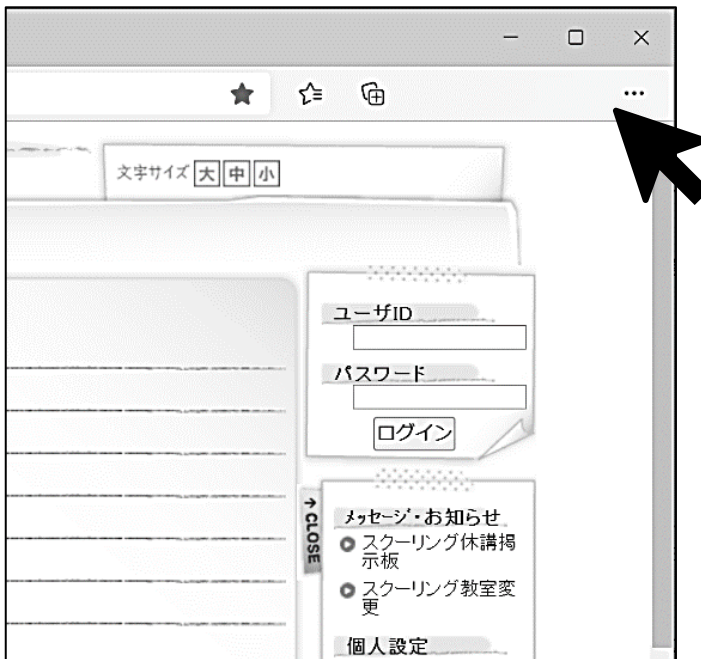 文字サイズ 大 中 小
ユーザID
パスワード
ログイン
↑ CLOSE
メッセージ・お知らせ
スクーリング休講掲
示板
スクーリング教室変
更
個人設定